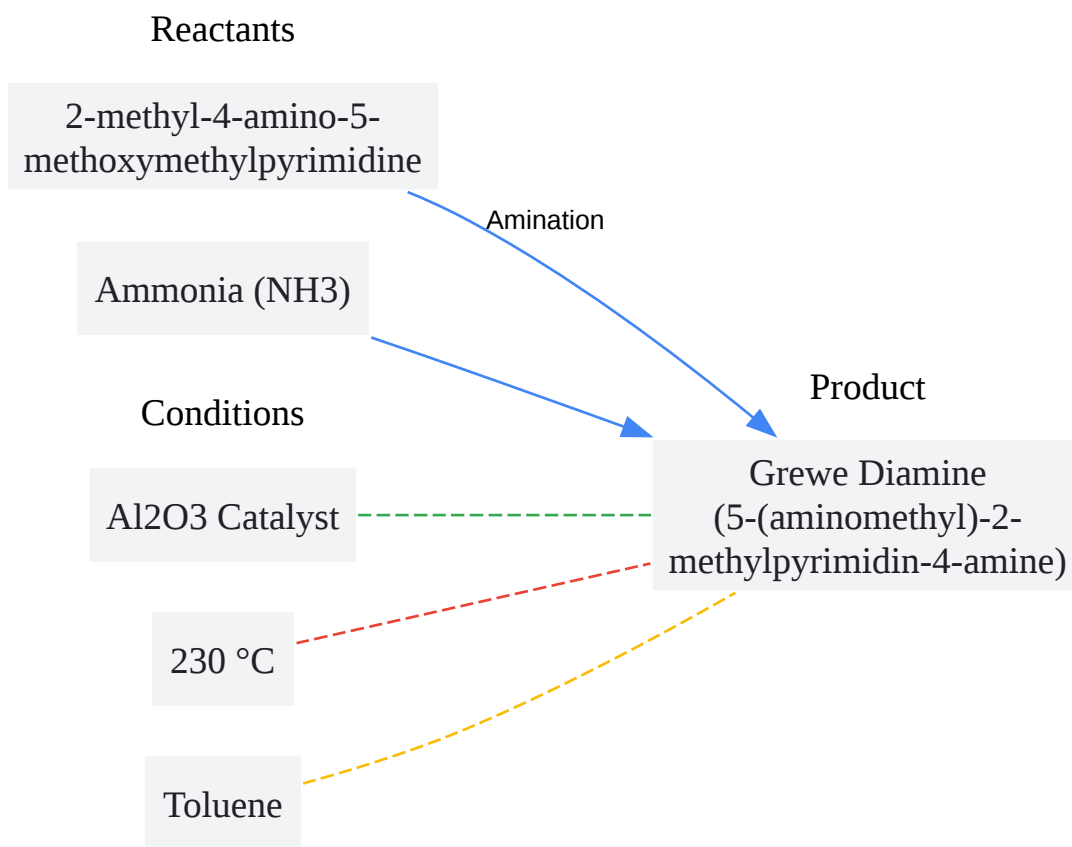 Reactants
2-methyl-4-amino-5-
methoxymethylpyrimidine
Amination
Ammonia (NH3)
Conditions
Al2O3 Catalyst
230 °C
Toluene
Product
Grewe Diamine
(5-(aminomethyl)-2-
methylpyrimidin-4-amine)